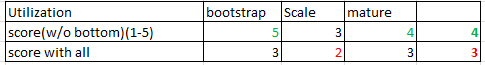 Utilization bootstrap Scale mature
score(w/o bottom)(1-5) 5 3 4 4
score with all 3 2 3 3